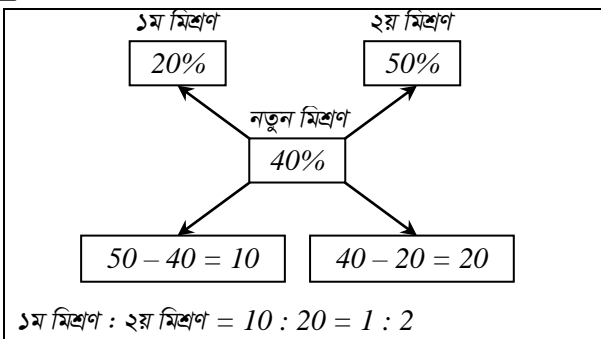 ১ম মিশ্রণ ২য় মিশ্রণ
20% 50%
নতুন মিশ্রণ
40%
50 – 40 = 10 40 – 20 = 20
১ম মিশ্রণ : ২য় মিশ্রণ = 10 : 20 = 1 : 2